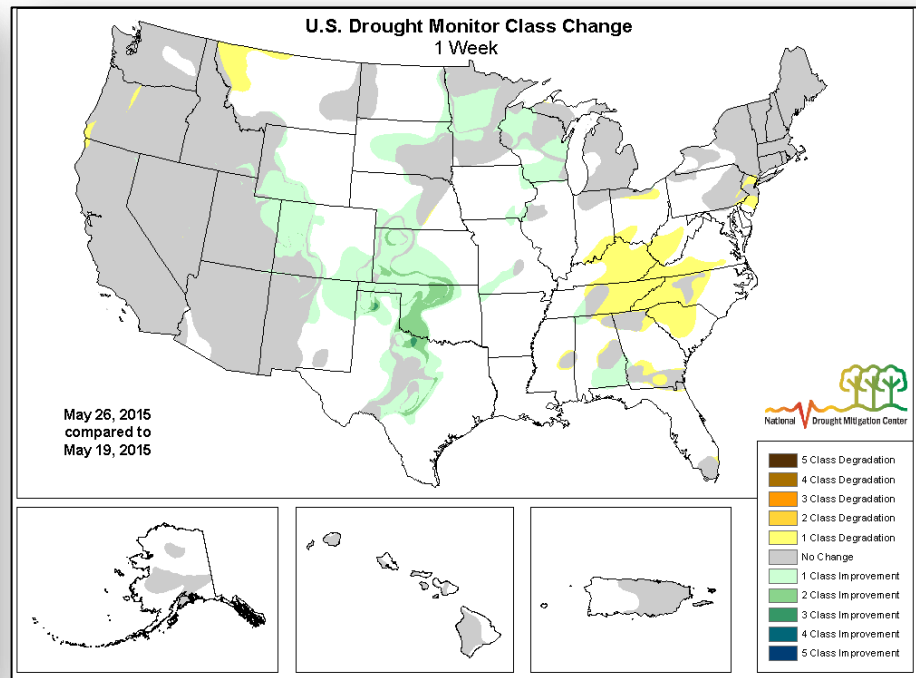 U.S. Drought Monitor Class Change
1 Week
May 26, 2015
compared to
May 19, 2015
National Drought Mitigation Center
5 Class Degradation
4 Class Degradation
3 Class Degradation
2 Class Degradation
1 Class Degradation
No Change
1 Class Improvement
2 Class Improvement
3 Class Improvement
4 Class Improvement
5 Class Improvement